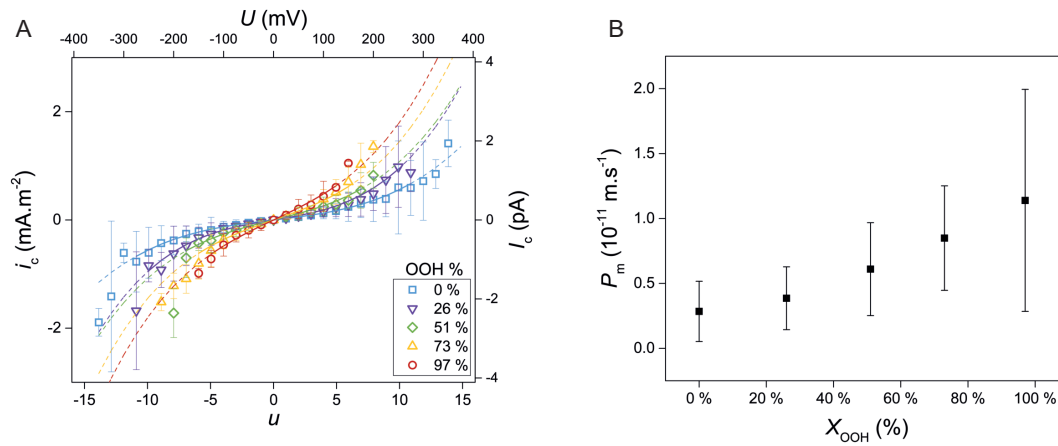 A
U (mV)
-400 -300 -200 -100 0 100 200 300 400
i_c (mA.m⁻²)
2
0
-2
I_c (pA)
4
2
0
-2
-4
OOH %
0 %
26 %
51 %
73 %
97 %
-15 -10 -5 0 5 10 15
u
B
P_m (10⁻¹¹ m.s⁻¹)
2.0
1.5
1.0
0.5
0.0
0 % 20 % 40 % 60 % 80 % 100 %
X_OOH (%)